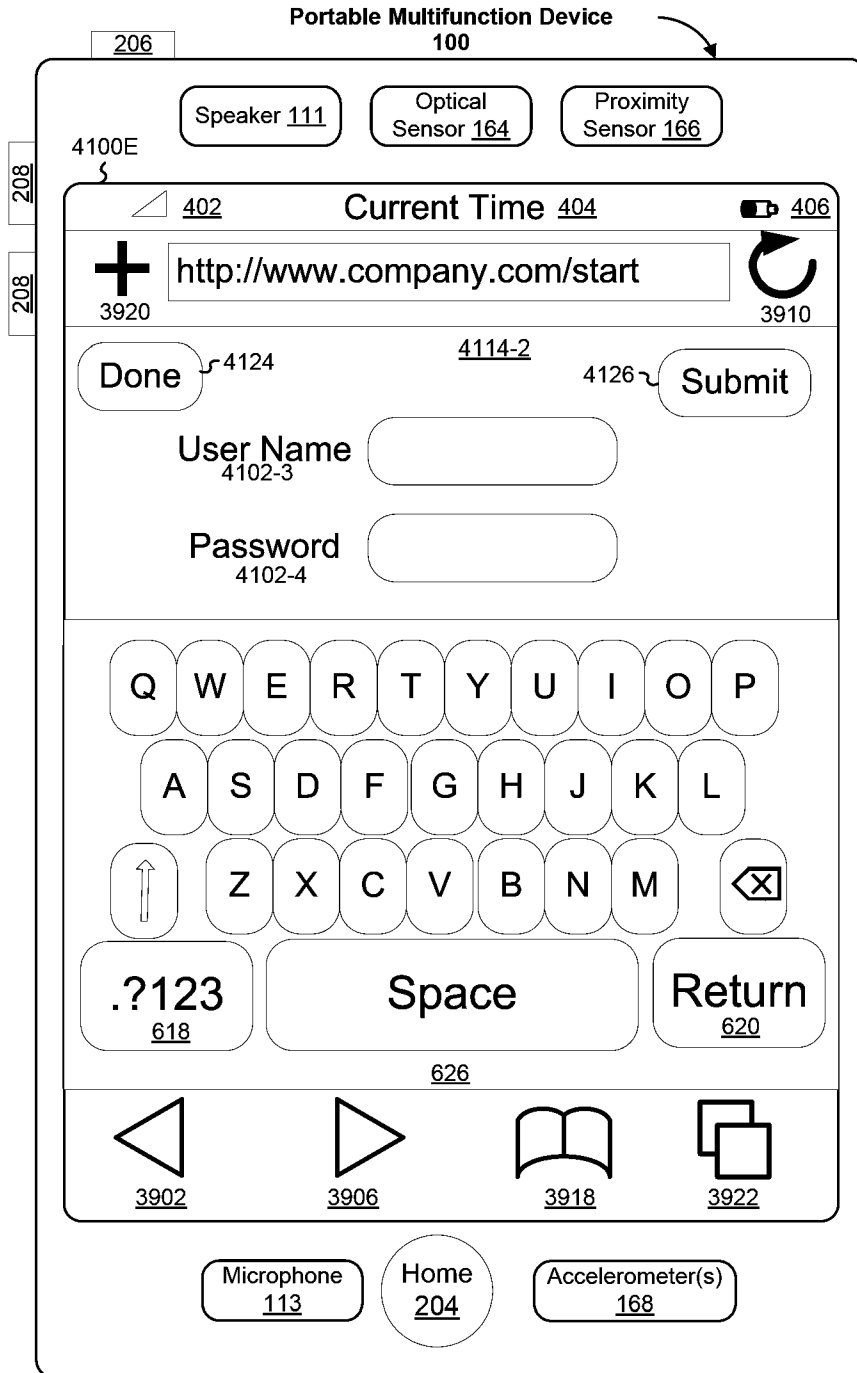 Portable Multifunction Device
100
206
Speaker 111
Optical
Sensor 164
Proximity
Sensor 166
4100E
208
208
402
Current Time 404
406
http://www.company.com/start
3920
3910
Done
4124
4114-2
4126
Submit
User Name
4102-3
Password
4102-4
Q W E R T Y U I O P
A S D F G H J K L
Z X C V B N M
.?123
618
Space
Return
620
626
3902
3906
3918
3922
Microphone
113
Home
204
Accelerometer(s)
168